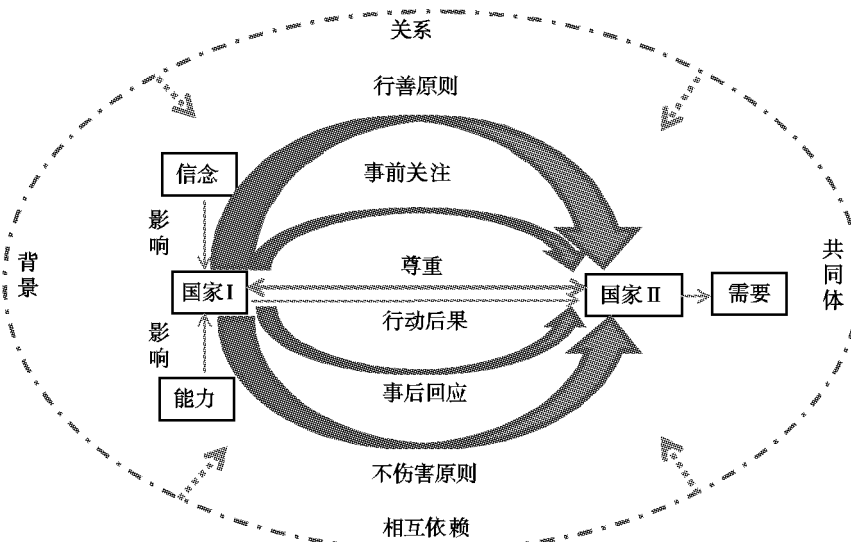 关系
行善原则
事前关注
信念
影响
背景
国家Ⅰ
尊重
国家Ⅱ
需要
共同体
行动后果
影响
能力
事后回应
不伤害原则
相互依赖